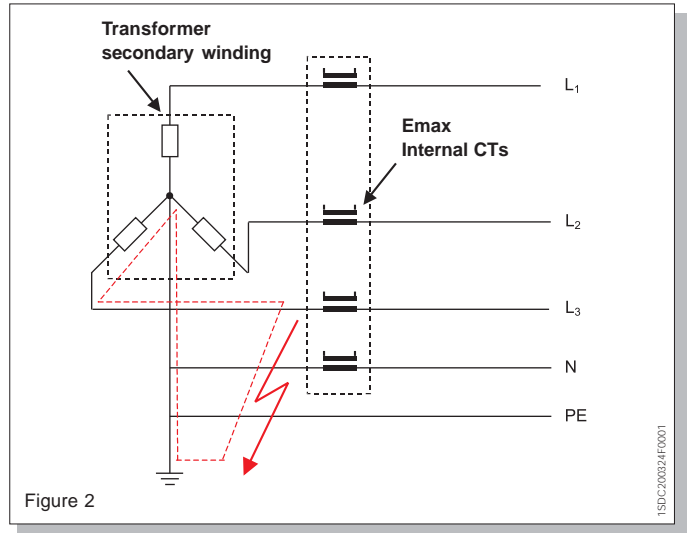 Transformer
secondary winding
L₁
Emax
Internal CTs
L₂
L₃
N
PE
Figure 2
1SDC200324F0001